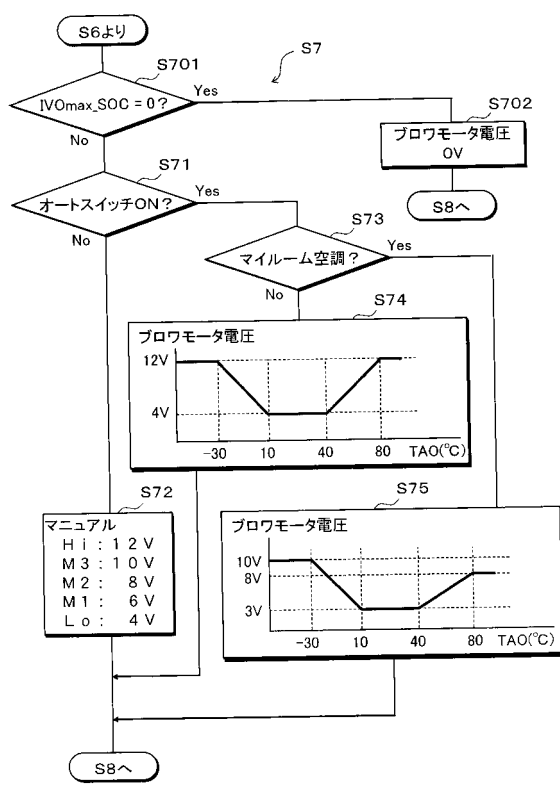 S6より
S7
S701
IVOmax_SOC = 0?
Yes
No
S702
ブロワモータ電圧
0V
S8へ
S71
オートスイッチON?
Yes
No
S73
マイルーム空調?
Yes
No
S74
ブロワモータ電圧
12V
4V
-30 10 40 80 TAO(℃)
S72
マニュアル
Hi: 12V
M3: 10V
M2: 8V
M1: 6V
Lo: 4V
S75
ブロワモータ電圧
10V
8V
3V
-30 10 40 80 TAO(℃)
S8へ